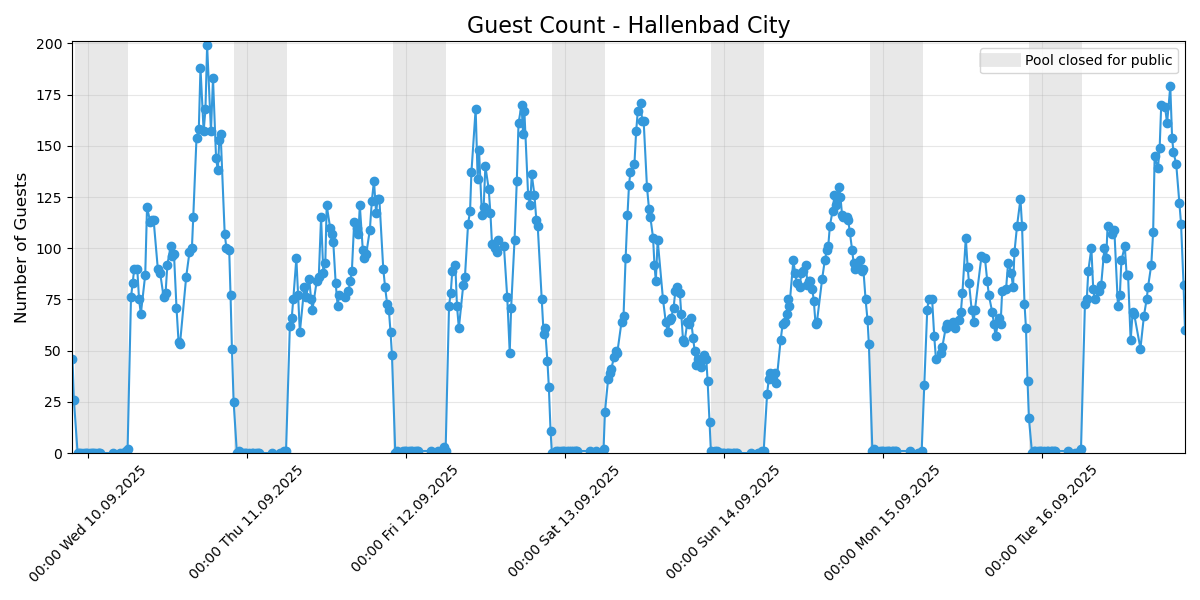 Guest Count - Hallenbad City
Number of Guests
200
175
150
125
100
75
50
25
0
Pool closed for public
00:00 Wed 10.09.2025
00:00 Thu 11.09.2025
00:00 Fri 12.09.2025
00:00 Sat 13.09.2025
00:00 Sun 14.09.2025
00:00 Mon 15.09.2025
00:00 Tue 16.09.2025